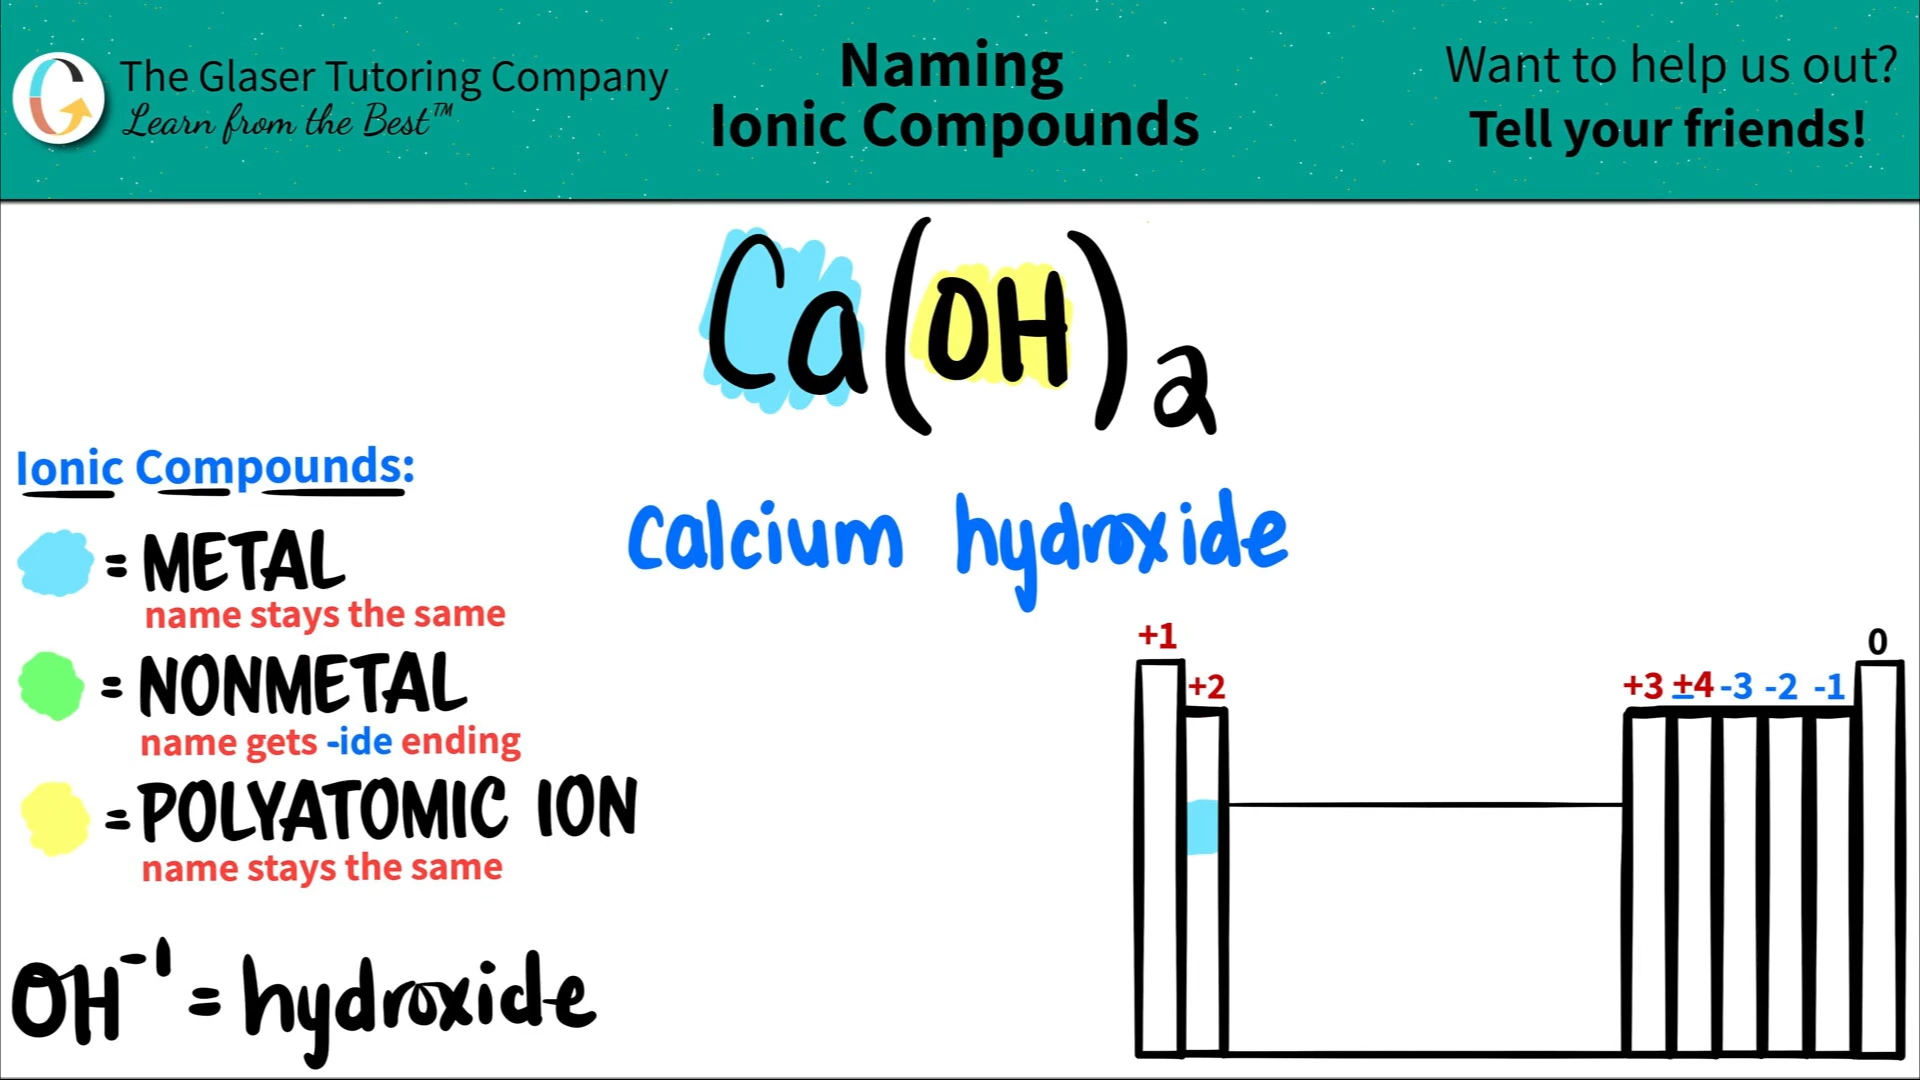 The Glaser Tutoring Company
Learn from the Best™
Naming
Ionic Compounds
Want to help us out?
Tell your friends!
Ca(OH)₂
calcium hydroxide
Ionic Compounds:
= METAL
name stays the same
= NONMETAL
name gets -ide ending
= POLYATOMIC ION
name stays the same
OH⁻¹ = hydroxide
+1
+2
+3 ±4 -3 -2 -1
0